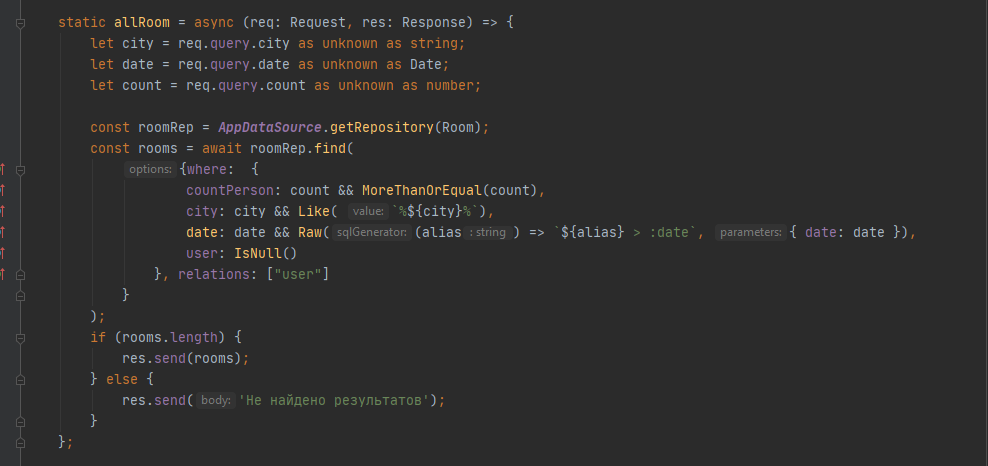 static allRoom = async (req: Request, res: Response) => {
let city = req.query.city as unknown as string;
let date = req.query.date as unknown as Date;
let count = req.query.count as unknown as number;
const roomRep = AppDataSource.getRepository(Room);
const rooms = await roomRep.find(
options: {where: {
countPerson: count && MoreThanOrEqual(count),
city: city && Like( value: `%${city}%`),
date: date && Raw( sqlGenerator: (alias : string ) => `${alias} > :date`, parameters: { date: date }),
user: IsNull()
}, relations: ["user"]
}
);
if (rooms.length) {
res.send(rooms);
} else {
res.send( body: 'Не найдено результатов');
}
};